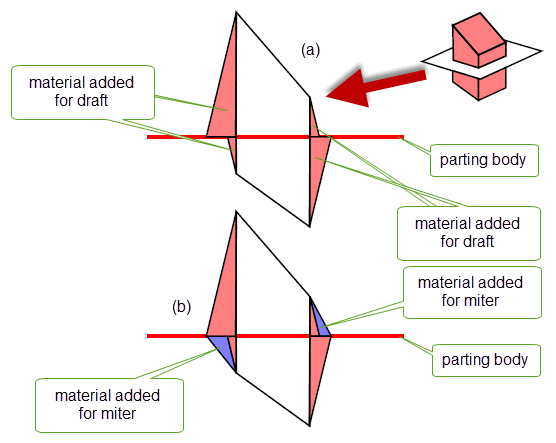 (a)
material added
for draft
parting body
material added
for draft
material added
for miter
(b)
parting body
material added
for miter